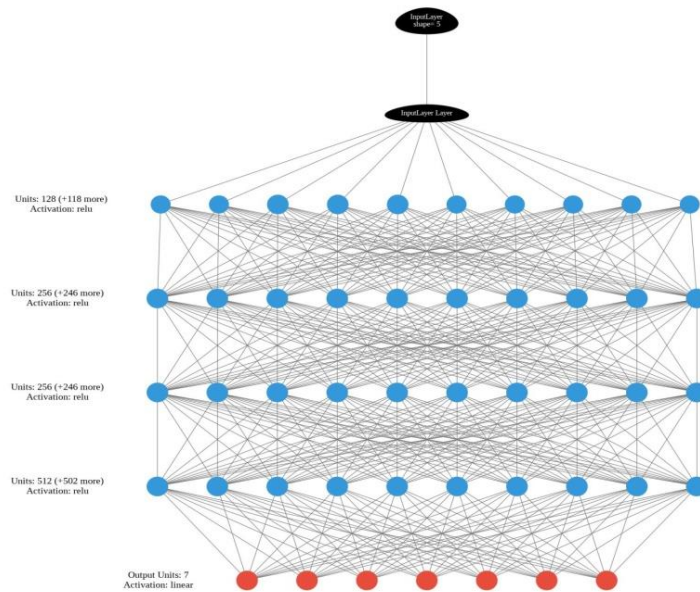 InputLayer
shape= 5
InputLayer Layer
Units: 128 (+118 more)
Activation: relu
Units: 256 (+246 more)
Activation: relu
Units: 256 (+246 more)
Activation: relu
Units: 512 (+502 more)
Activation: relu
Output Units: 7
Activation: linear